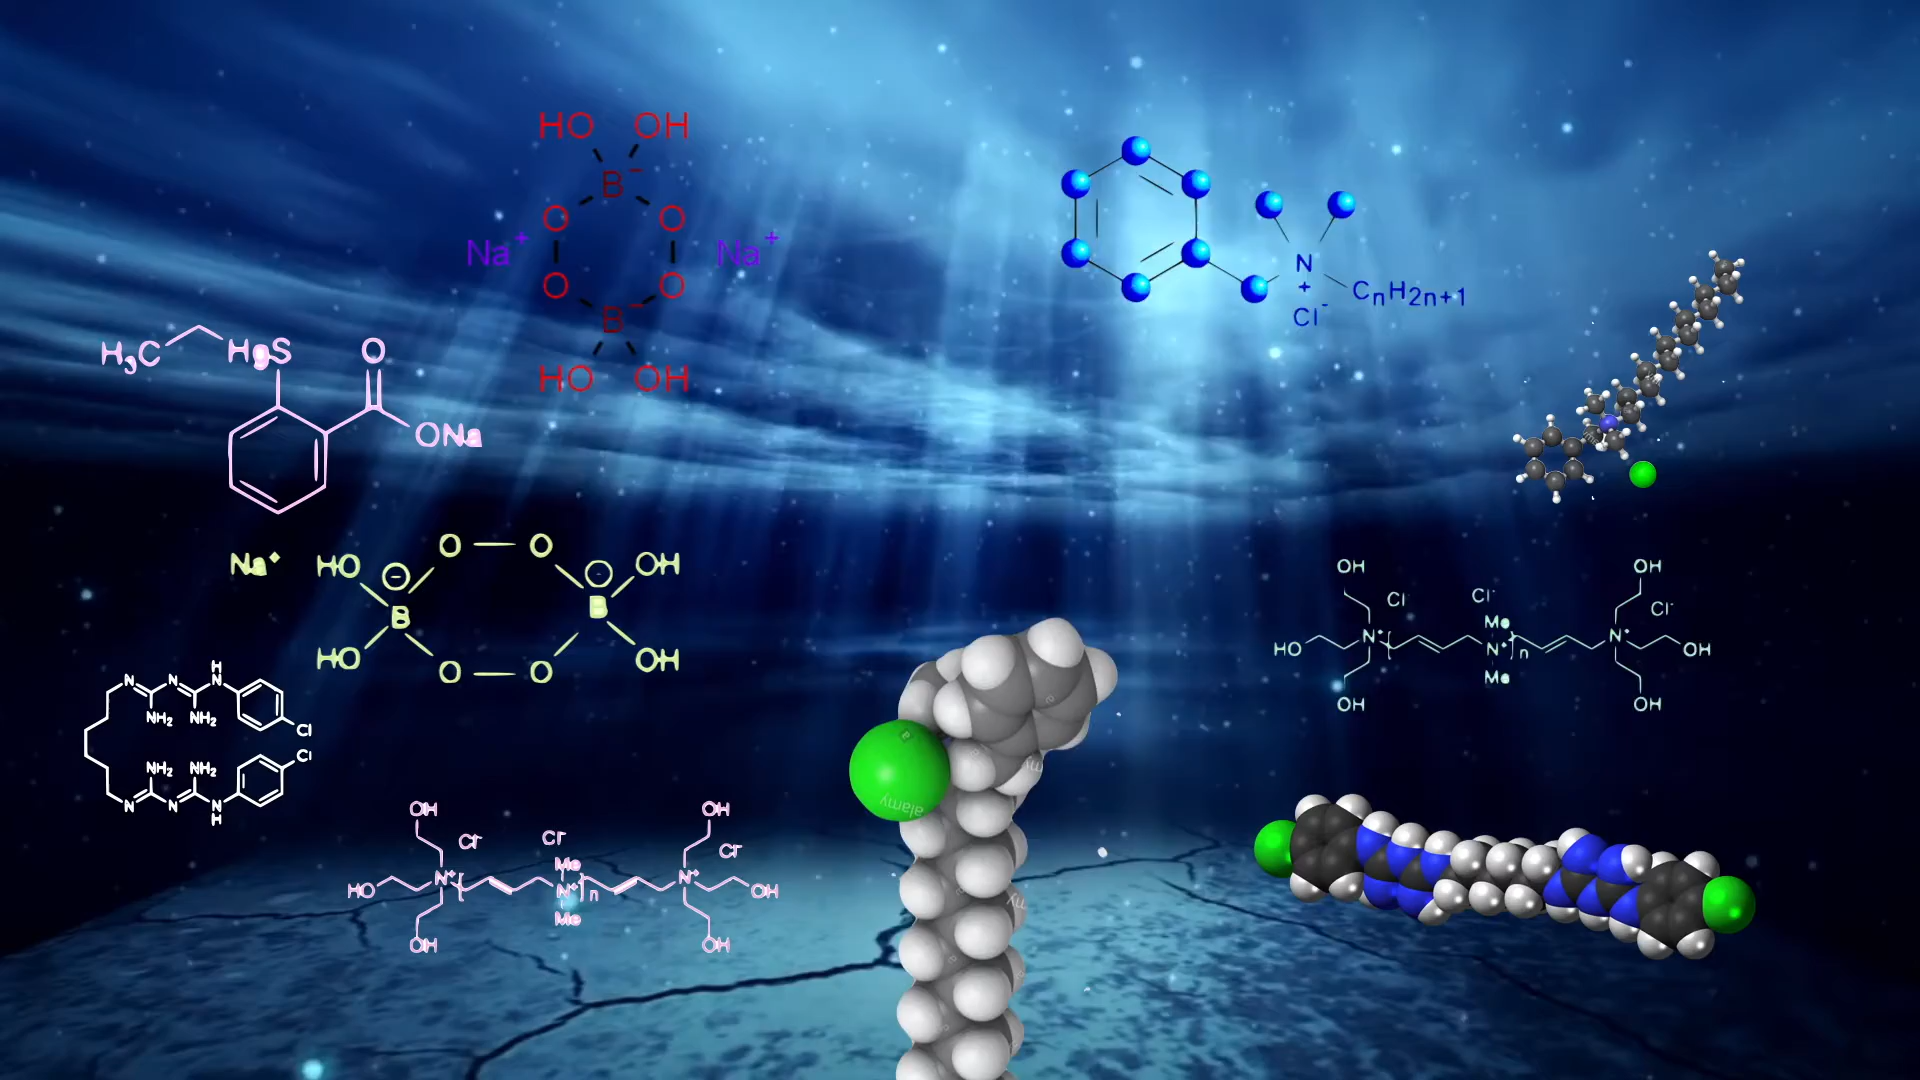 HO OH
B⁻
O O
Na⁺ Na⁺
O O
B⁻
HO OH
N
+
Cl⁻
CnH2n+1
H3C HgS O
ONa
Na⁺
HO O O OH
⊖ ⊖
B B
HO O O OH
H
N N N
NH2 NH2
Cl
Cl
NH2 NH2
N N N
H
OH OH
Cl⁻ Cl⁻
Me Cl⁻
HO N⁺ [ N⁺ ]n N⁺ OH
Me
OH OH
OH OH
Cl⁻ Cl⁻ Cl⁻
Me
HO N⁺ [ N⁺ ]n N⁺ OH
Me
OH OH
a
alamy